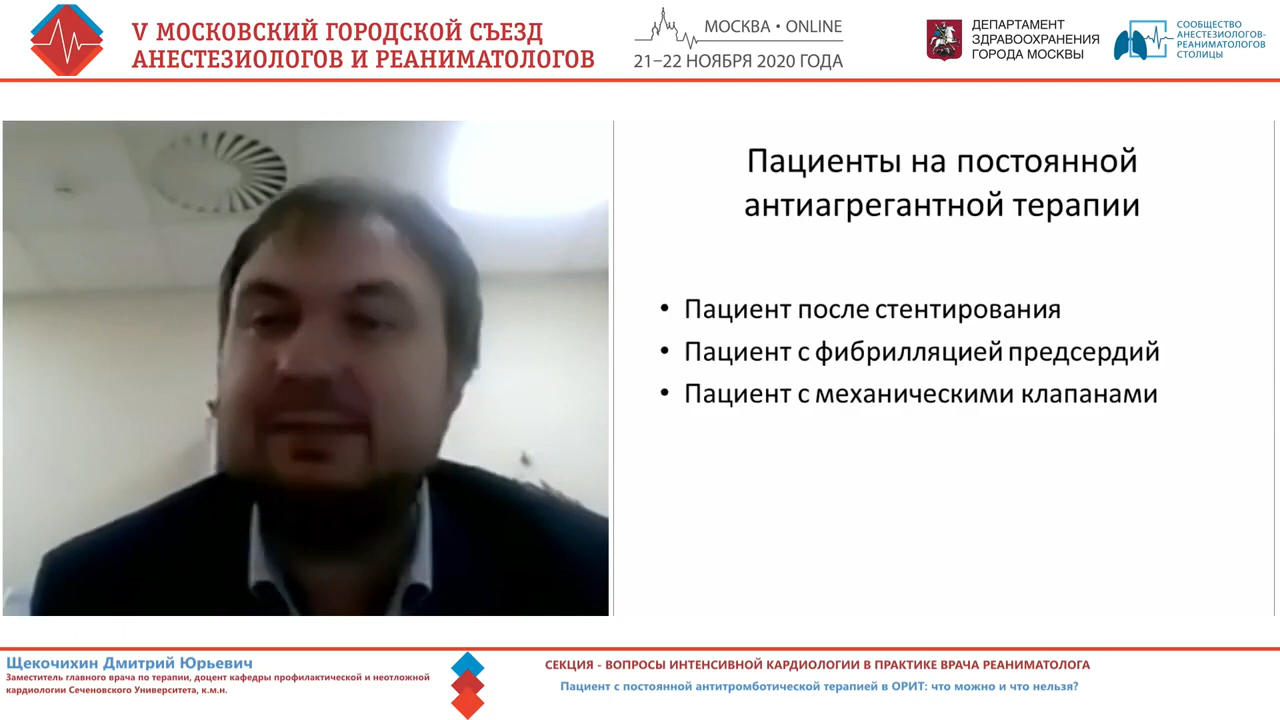 V МОСКОВСКИЙ ГОРОДСКОЙ СЪЕЗД
АНЕСТЕЗИОЛОГОВ И РЕАНИМАТОЛОГОВ
МОСКВА • ONLINE
21–22 НОЯБРЯ 2020 ГОДА
ДЕПАРТАМЕНТ
ЗДРАВООХРАНЕНИЯ
ГОРОДА МОСКВЫ
СООБЩЕСТВО
АНЕСТЕЗИОЛОГОВ-
РЕАНИМАТОЛОГОВ
СТОЛИЦЫ
Пациенты на постоянной
антиагрегантной терапии
• Пациент после стентирования
• Пациент с фибрилляцией предсердий
• Пациент с механическими клапанами
Щекочихин Дмитрий Юрьевич
Заместитель главного врача по терапии, доцент кафедры профилактической и неотложной
кардиологии Сеченовского Университета, к.м.н.
СЕКЦИЯ - ВОПРОСЫ ИНТЕНСИВНОЙ КАРДИОЛОГИИ В ПРАКТИКЕ ВРАЧА РЕАНИМАТОЛОГА
Пациент с постоянной антитромботической терапией в ОРИТ: что можно и что нельзя?